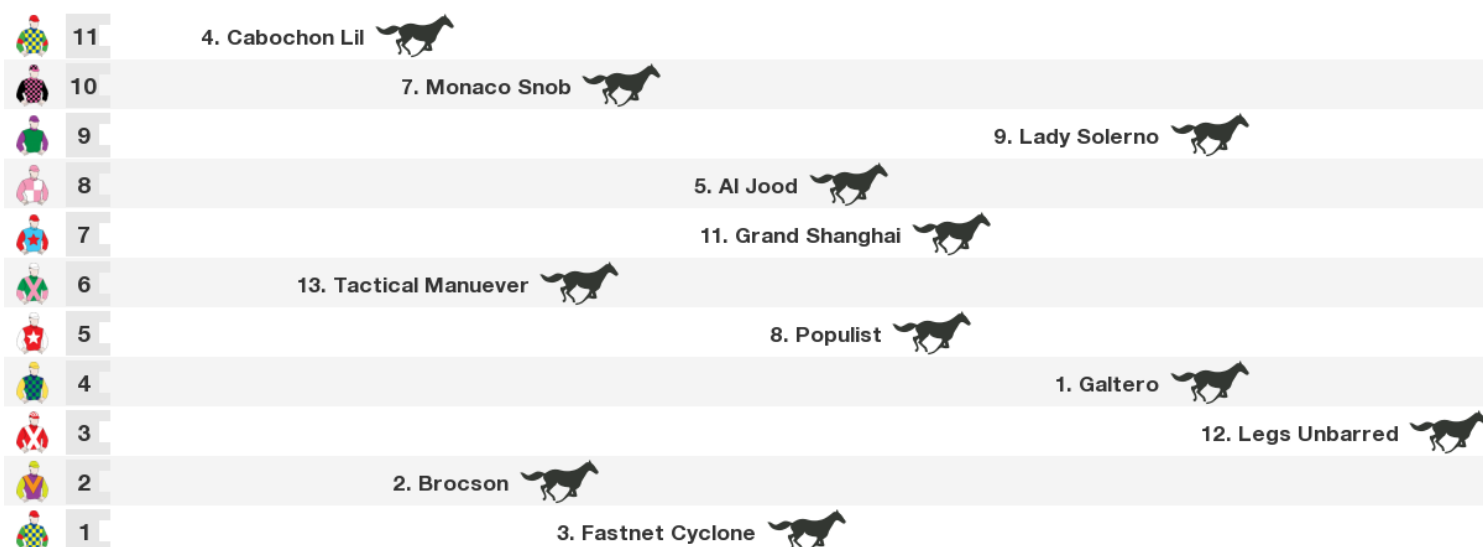 11 4. Cabochon Lil
10 7. Monaco Snob
9 9. Lady Solerno
8 5. Al Jood
7 11. Grand Shanghai
6 13. Tactical Manuever
5 8. Populist
4 1. Galtero
3 12. Legs Unbarred
2 2. Brocson
1 3. Fastnet Cyclone